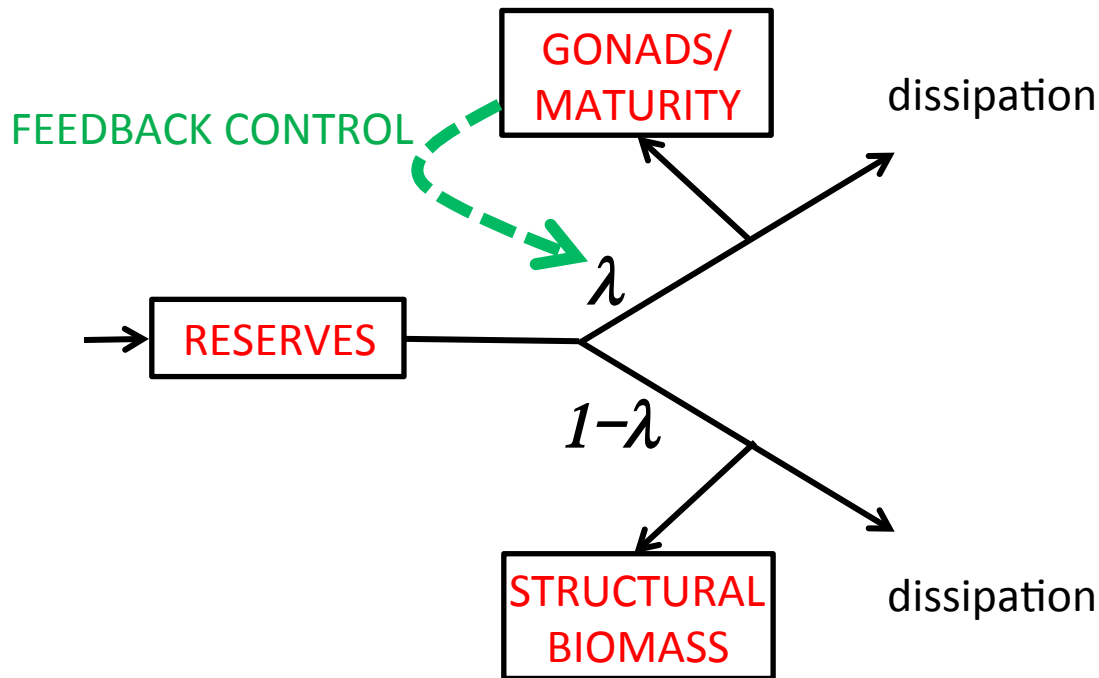 GONADS/
MATURITY
dissipation
FEEDBACK CONTROL
λ
RESERVES
1−λ
STRUCTURAL
BIOMASS
dissipation